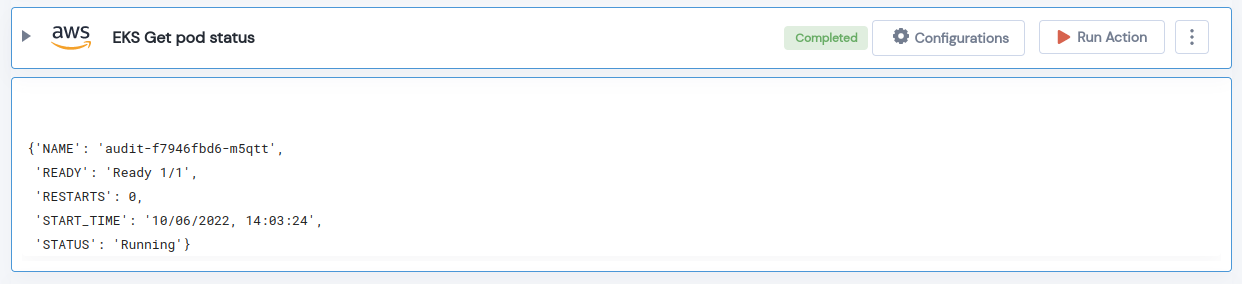 aws EKS Get pod status Completed Configurations Run Action
{'NAME': 'audit-f7946fbd6-m5qtt',
'READY': 'Ready 1/1',
'RESTARTS': 0,
'START_TIME': '10/06/2022, 14:03:24',
'STATUS': 'Running'}